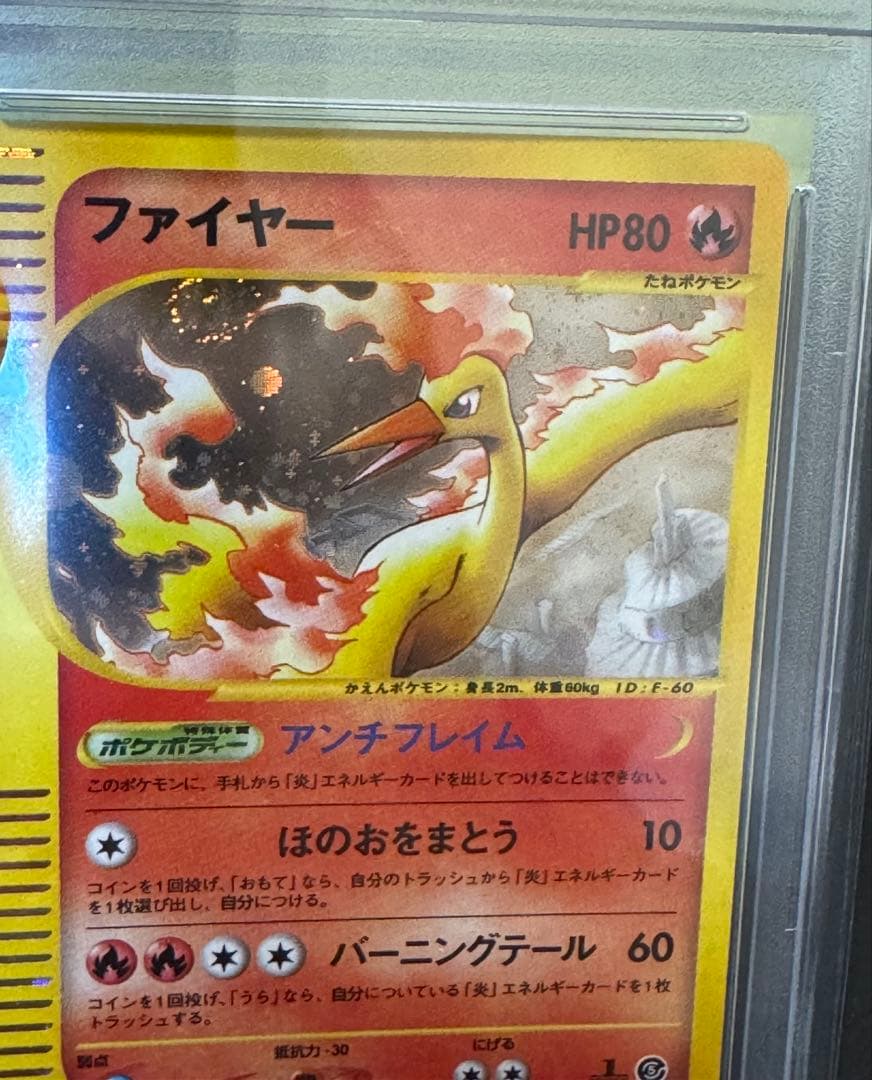 ファイヤー HP80
たねポケモン
かえんポケモン：身長2m. 体重60kg ID：F-60
特殊体質
ポケボディー アンチフレイム
このポケモンに、手札から「炎」エネルギーカードを出してつけることはできない。
ほのおをまとう 10
コインを1回投げ、「おもて」なら、自分のトラッシュから「炎」エネルギーカード
を1枚選び出し、自分につける。
バーニングテール 60
コインを1回投げ、「うら」なら、自分についている「炎」エネルギーカードを1枚
トラッシュする。
弱点 抵抗力-30 にげる
1